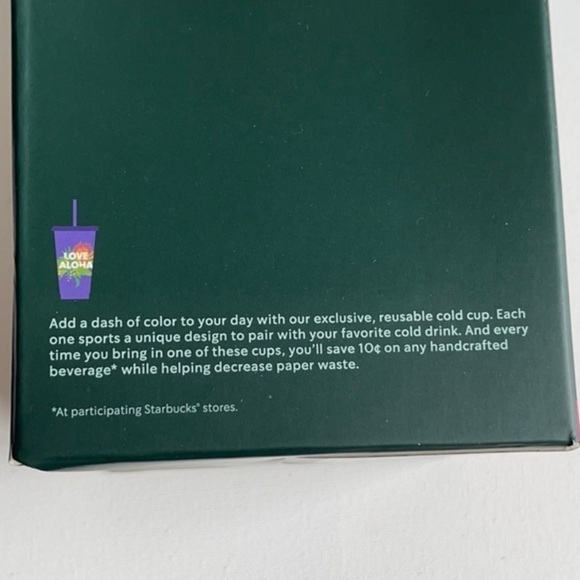 LOVE
ALOHA
Add a dash of color to your day with our exclusive, reusable cold cup. Each
one sports a unique design to pair with your favorite cold drink. And every
time you bring in one of these cups, you'll save 10¢ on any handcrafted
beverage* while helping decrease paper waste.
*At participating Starbucks® stores.